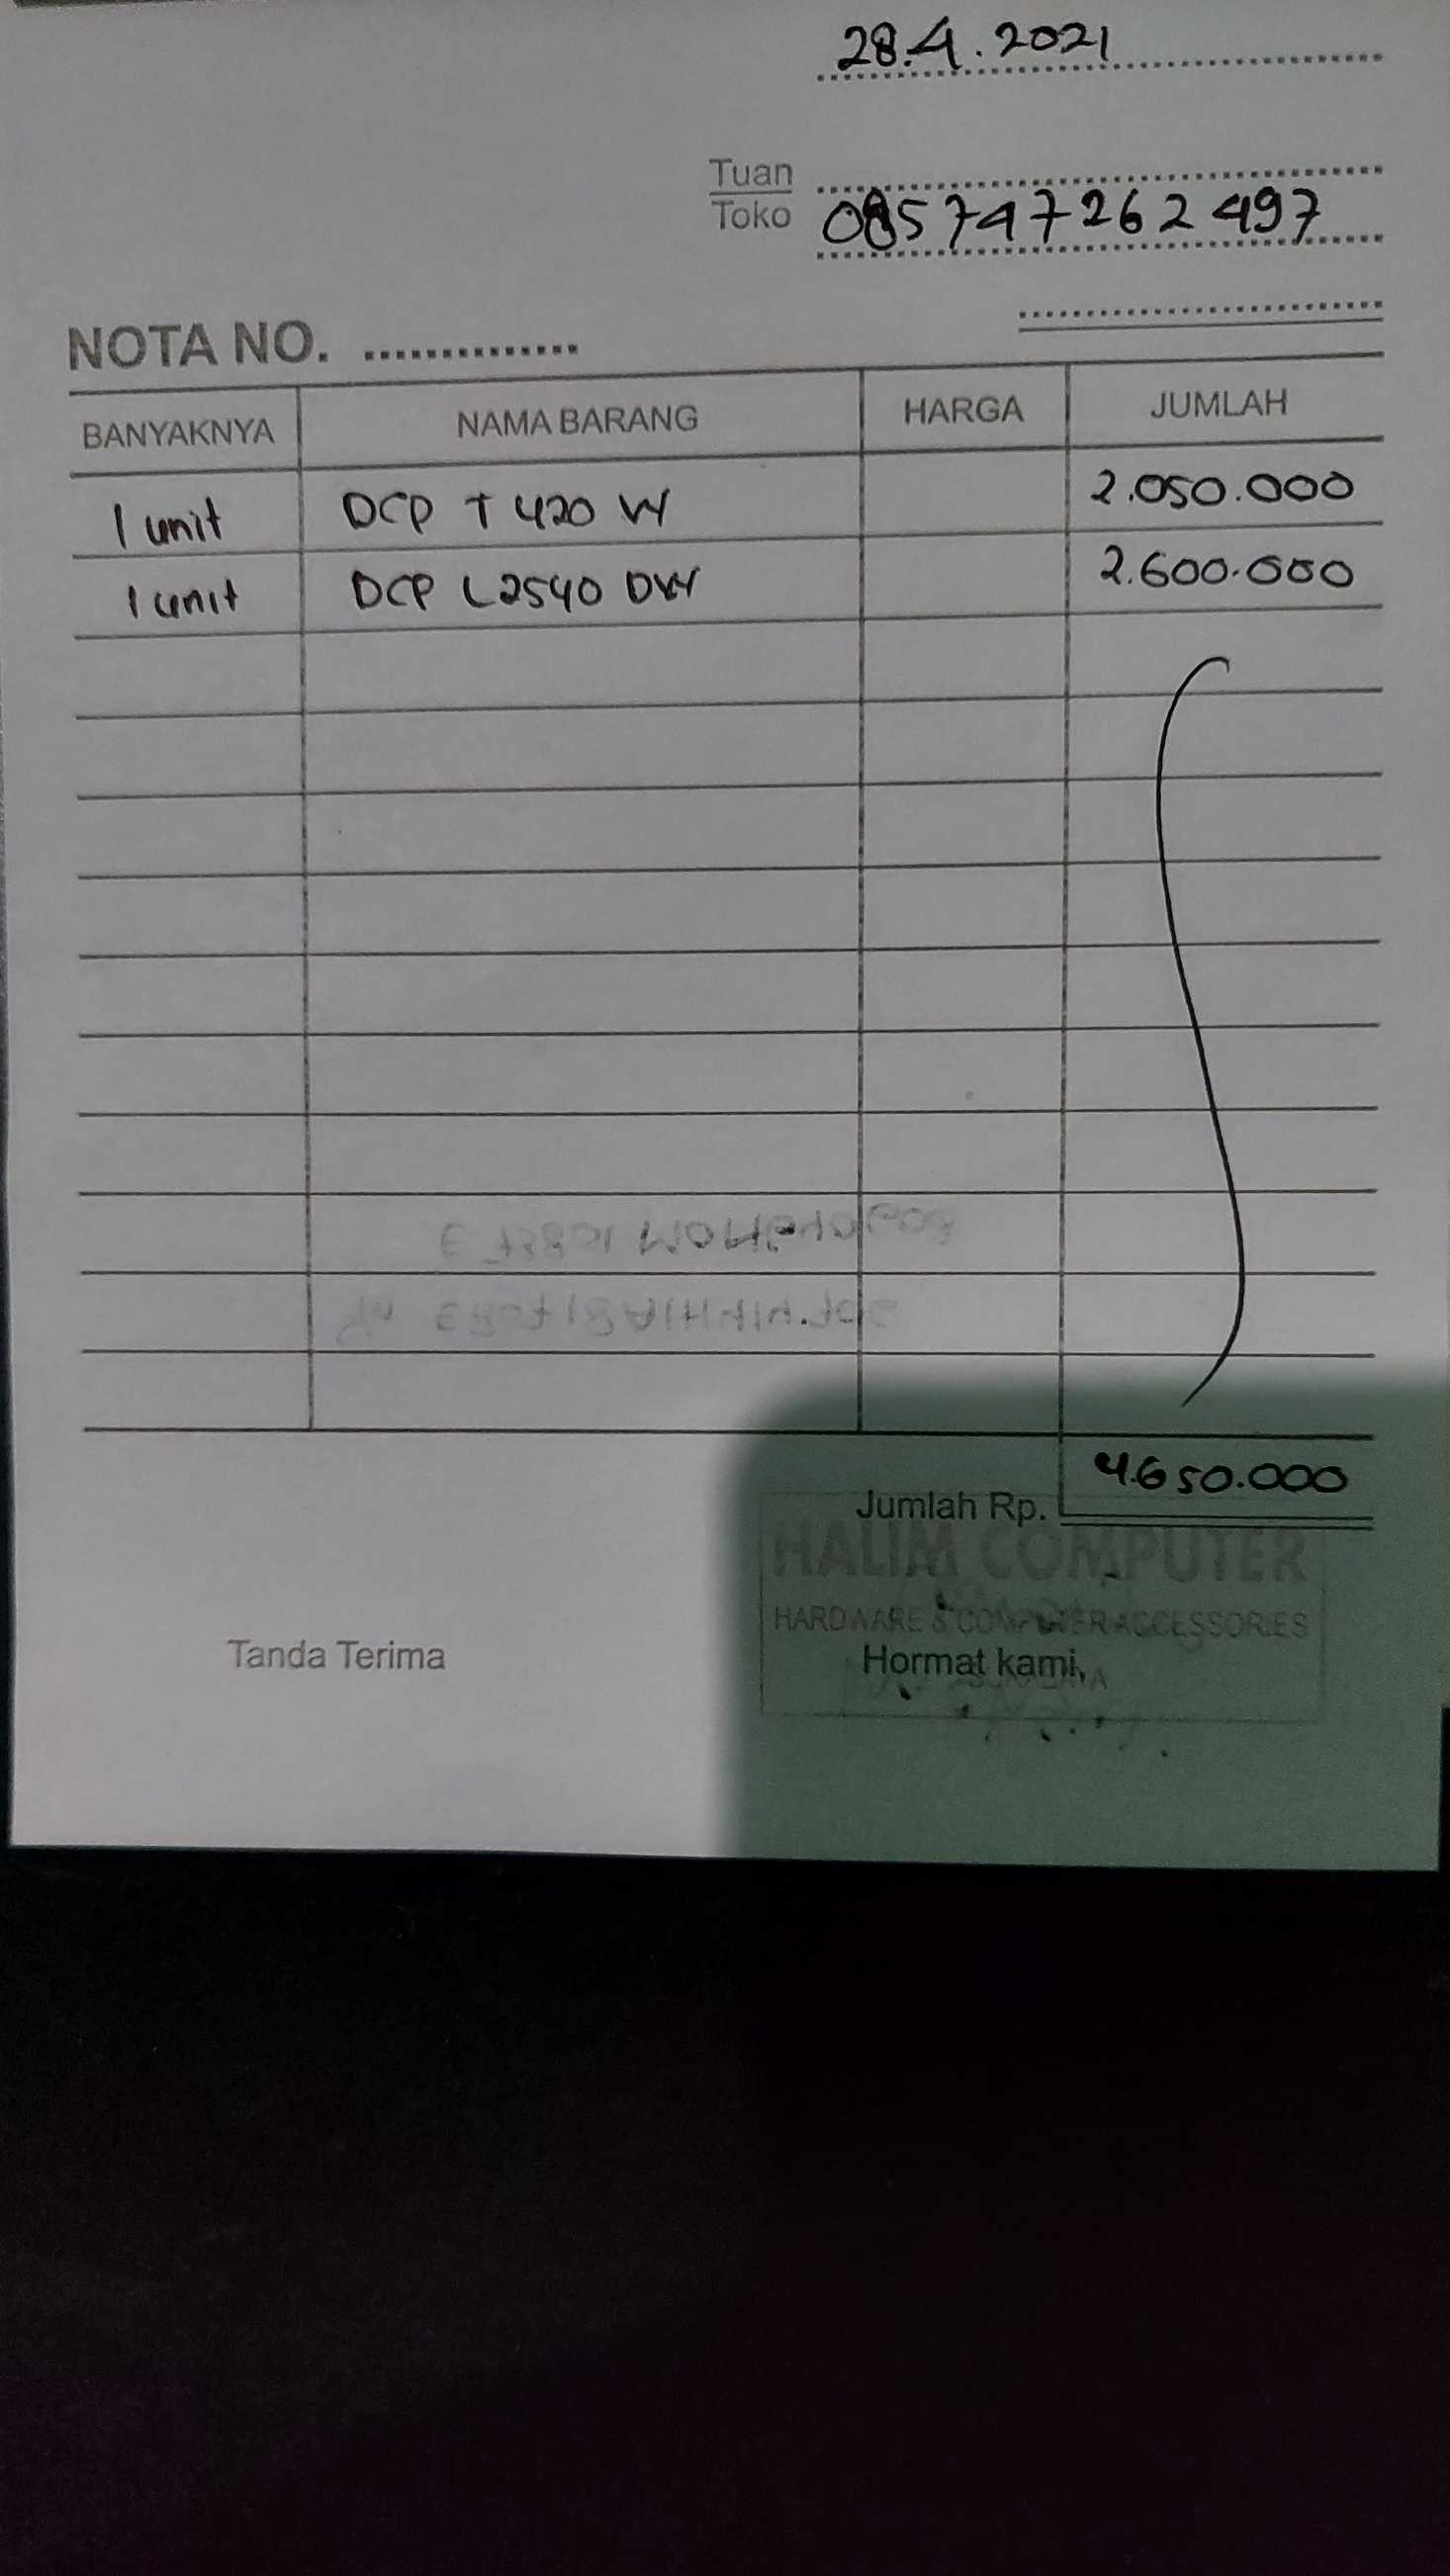 28.4.2021
Tuan
Toko 085747262497
NOTA NO. ..............
BANYAKNYA NAMA BARANG HARGA JUMLAH
1 unit DCP T420 W 2.050.000
1 unit DCP L2540 DW 2.600.000
Jumlah Rp. 4.650.000
HALIM COMPUTER
HARDWARE & COMPUTER ACCESSORIES
Tanda Terima Hormat kami,